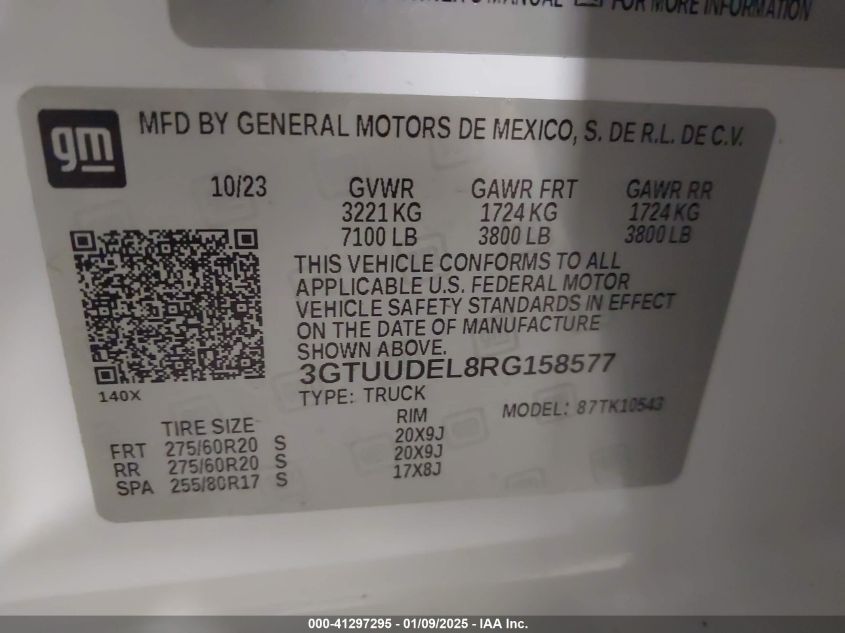 MANUAL FOR MORE INFORMATION
gm
MFD BY GENERAL MOTORS DE MEXICO, S. DE R.L. DE C.V.
10/23 GVWR GAWR FRT GAWR RR
3221 KG 1724 KG 1724 KG
7100 LB 3800 LB 3800 LB
THIS VEHICLE CONFORMS TO ALL
APPLICABLE U.S. FEDERAL MOTOR
VEHICLE SAFETY STANDARDS IN EFFECT
ON THE DATE OF MANUFACTURE
SHOWN ABOVE.
3GTUUDEL8RG158577
140X
TYPE: TRUCK MODEL: 87TK10543
TIRE SIZE RIM
FRT 275/60R20 S 20X9J
RR 275/60R20 S 20X9J
SPA 255/80R17 S 17X8J
000-41297295 - 01/09/2025 - IAA Inc.